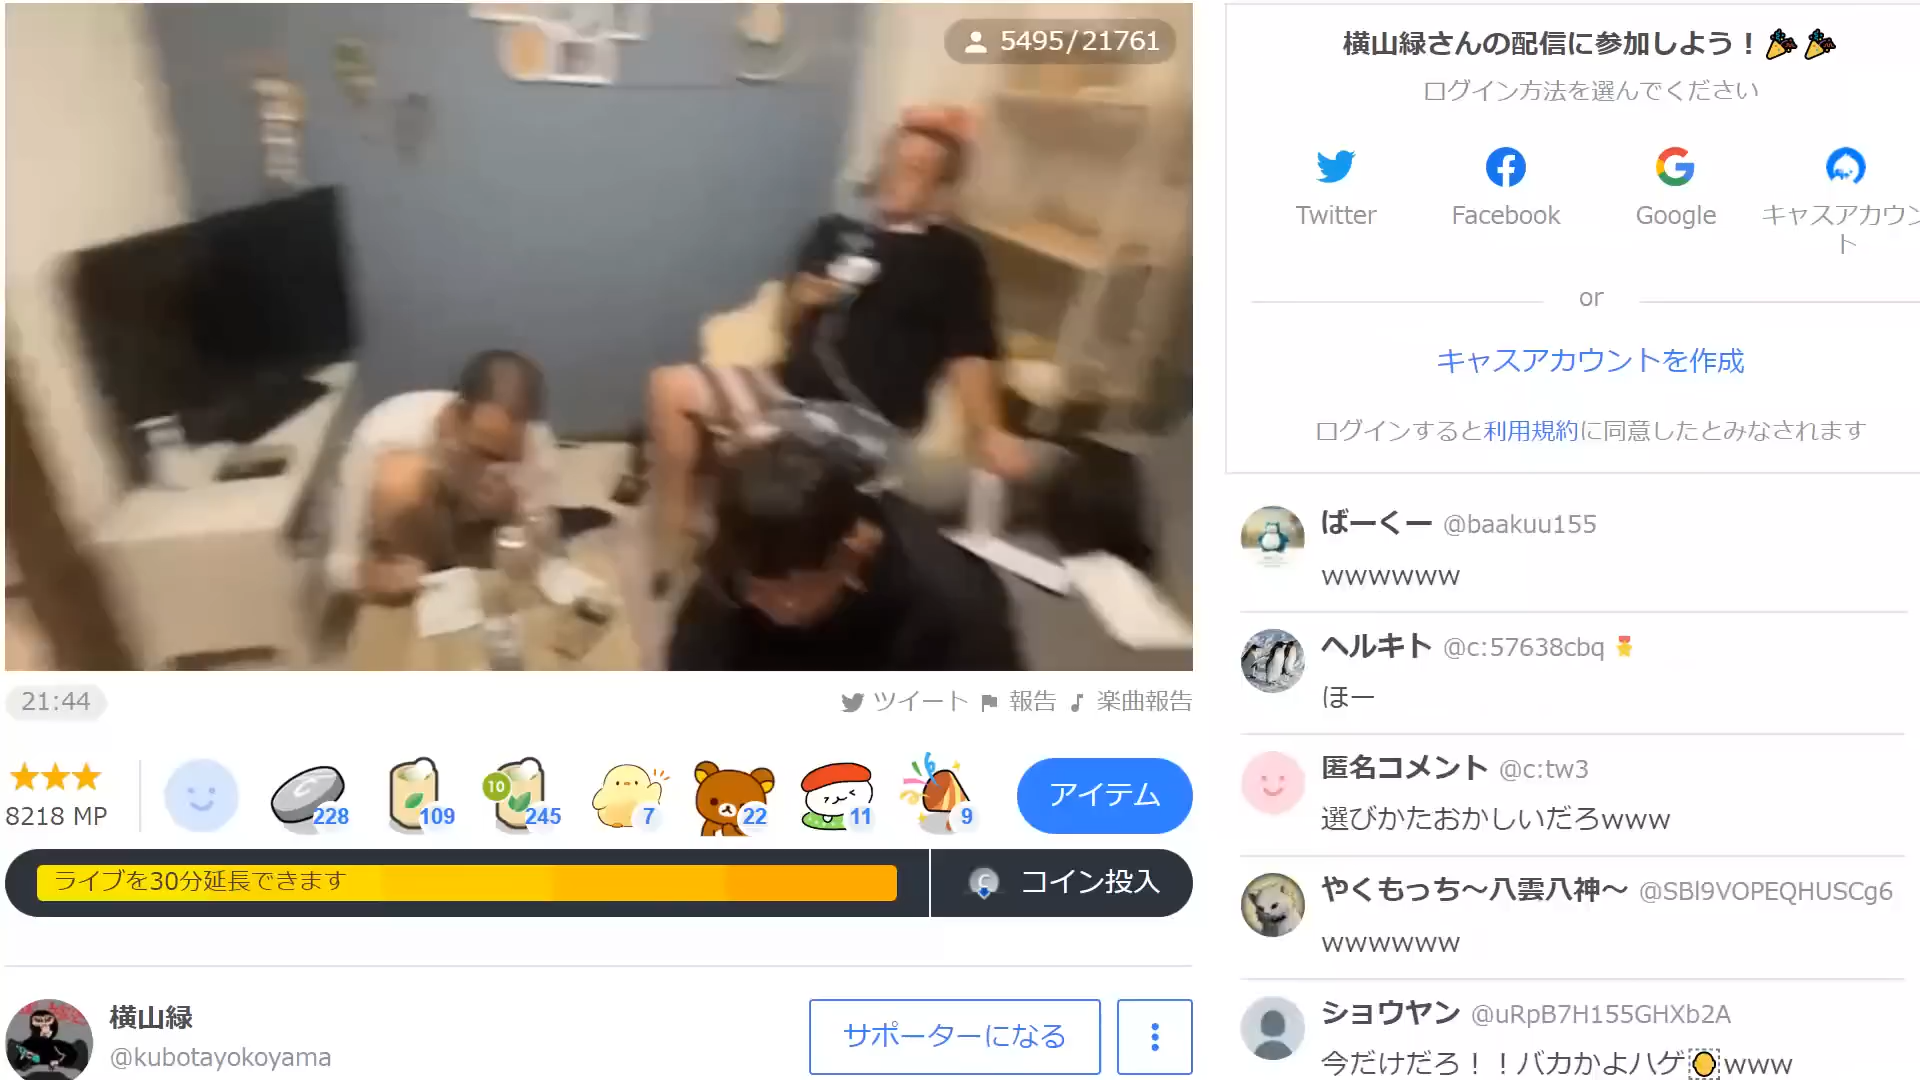 5495/21761
横山緑さんの配信に参加しよう！
ログイン方法を選んでください
Twitter
Facebook
Google
キャスアカウン
ト
or
キャスアカウントを作成
ログインすると利用規約に同意したとみなされます
ばーくー @baakuu155
wwwwww
ヘルキト @c:57638cbq
ほー
匿名コメント @c:tw3
選びかたおかしいだろwww
やくもっち～八雲八神～ @SBl9VOPEQHUSCg6
wwwwww
ショウヤン @uRpB7H155GHXb2A
今だけだろ！！バカかよハゲwww
21:44
ツイート 報告 楽曲報告
8218 MP
228
109
10
245
7
22
11
9
アイテム
ライブを30分延長できます
C コイン投入
横山緑
@kubotayokoyama
サポーターになる